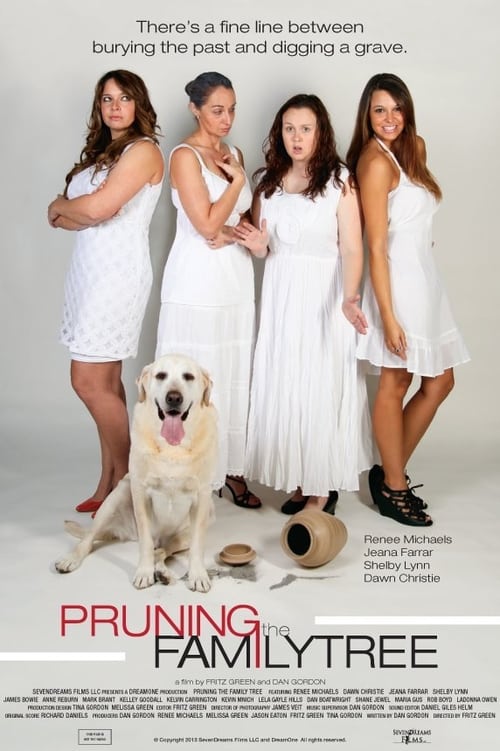 There's a fine line between
burying the past and digging a grave.
Renee Michaels
Jeana Farrar
Shelby Lynn
Dawn Christie
PRUNING the
FAMILYTREE
a film by FRITZ GREEN and DAN GORDON
SEVENDREAMS FILMS LLC PRESENTS A DREAMONE PRODUCTION PRUNING THE FAMILY TREE FEATURING RENEE MICHAELS DAWN CHRISTIE JEANA FARRAR SHELBY LYNN
JAMES BOWIE ANNE REBURN MARK BRANT KELLEY GOODALL KELVIN CARRINGTON KEVIN MINCH LELA GAYLE HILLS DAN BOATWRIGHT SHANE JEWEL MARIA GUS ROB BOYD LADONNA OWEN
PRODUCTION DESIGN TINA GORDON EDITOR FRITZ GREEN DIRECTOR OF PHOTOGRAPHY JAMES VEIT MUSIC SUPERVISOR DAN GORDON SOUND EDITOR DANIEL GILES HELM
ORIGINAL SCORE RICHARD DANIELS PRODUCERS DAN GORDON RENEE MICHAELS MELISSA GREEN JASON EATON FRITZ GREEN TINA GORDON WRITTEN BY DAN GORDON DIRECTED BY FRITZ GREEN
NOT YET RATED
© Copyright 2013 SevenDreams Films LLC and DreamOne. All rights reserved.
SEVENDREAMS
FILMS